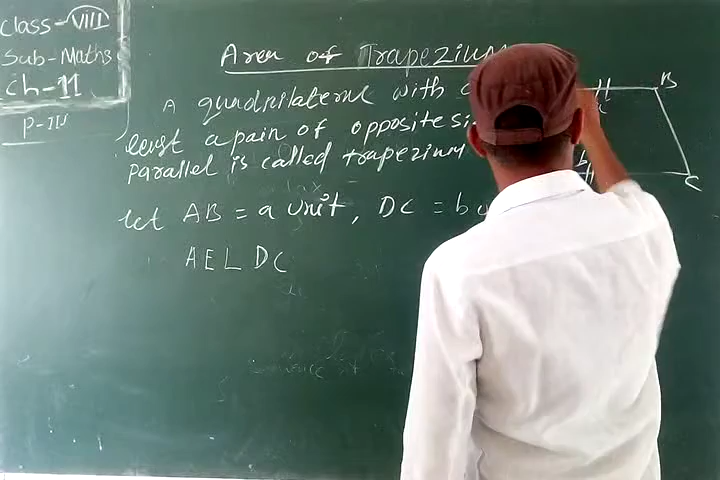 Class - VIII
Sub - Maths
Ch - 11
P - IV
Area of Trapezium
A quadrilateral with
least a pair of opposite si
parallel is called trapezium
let AB = a unit, DC = b
AE L DC
B
b
C